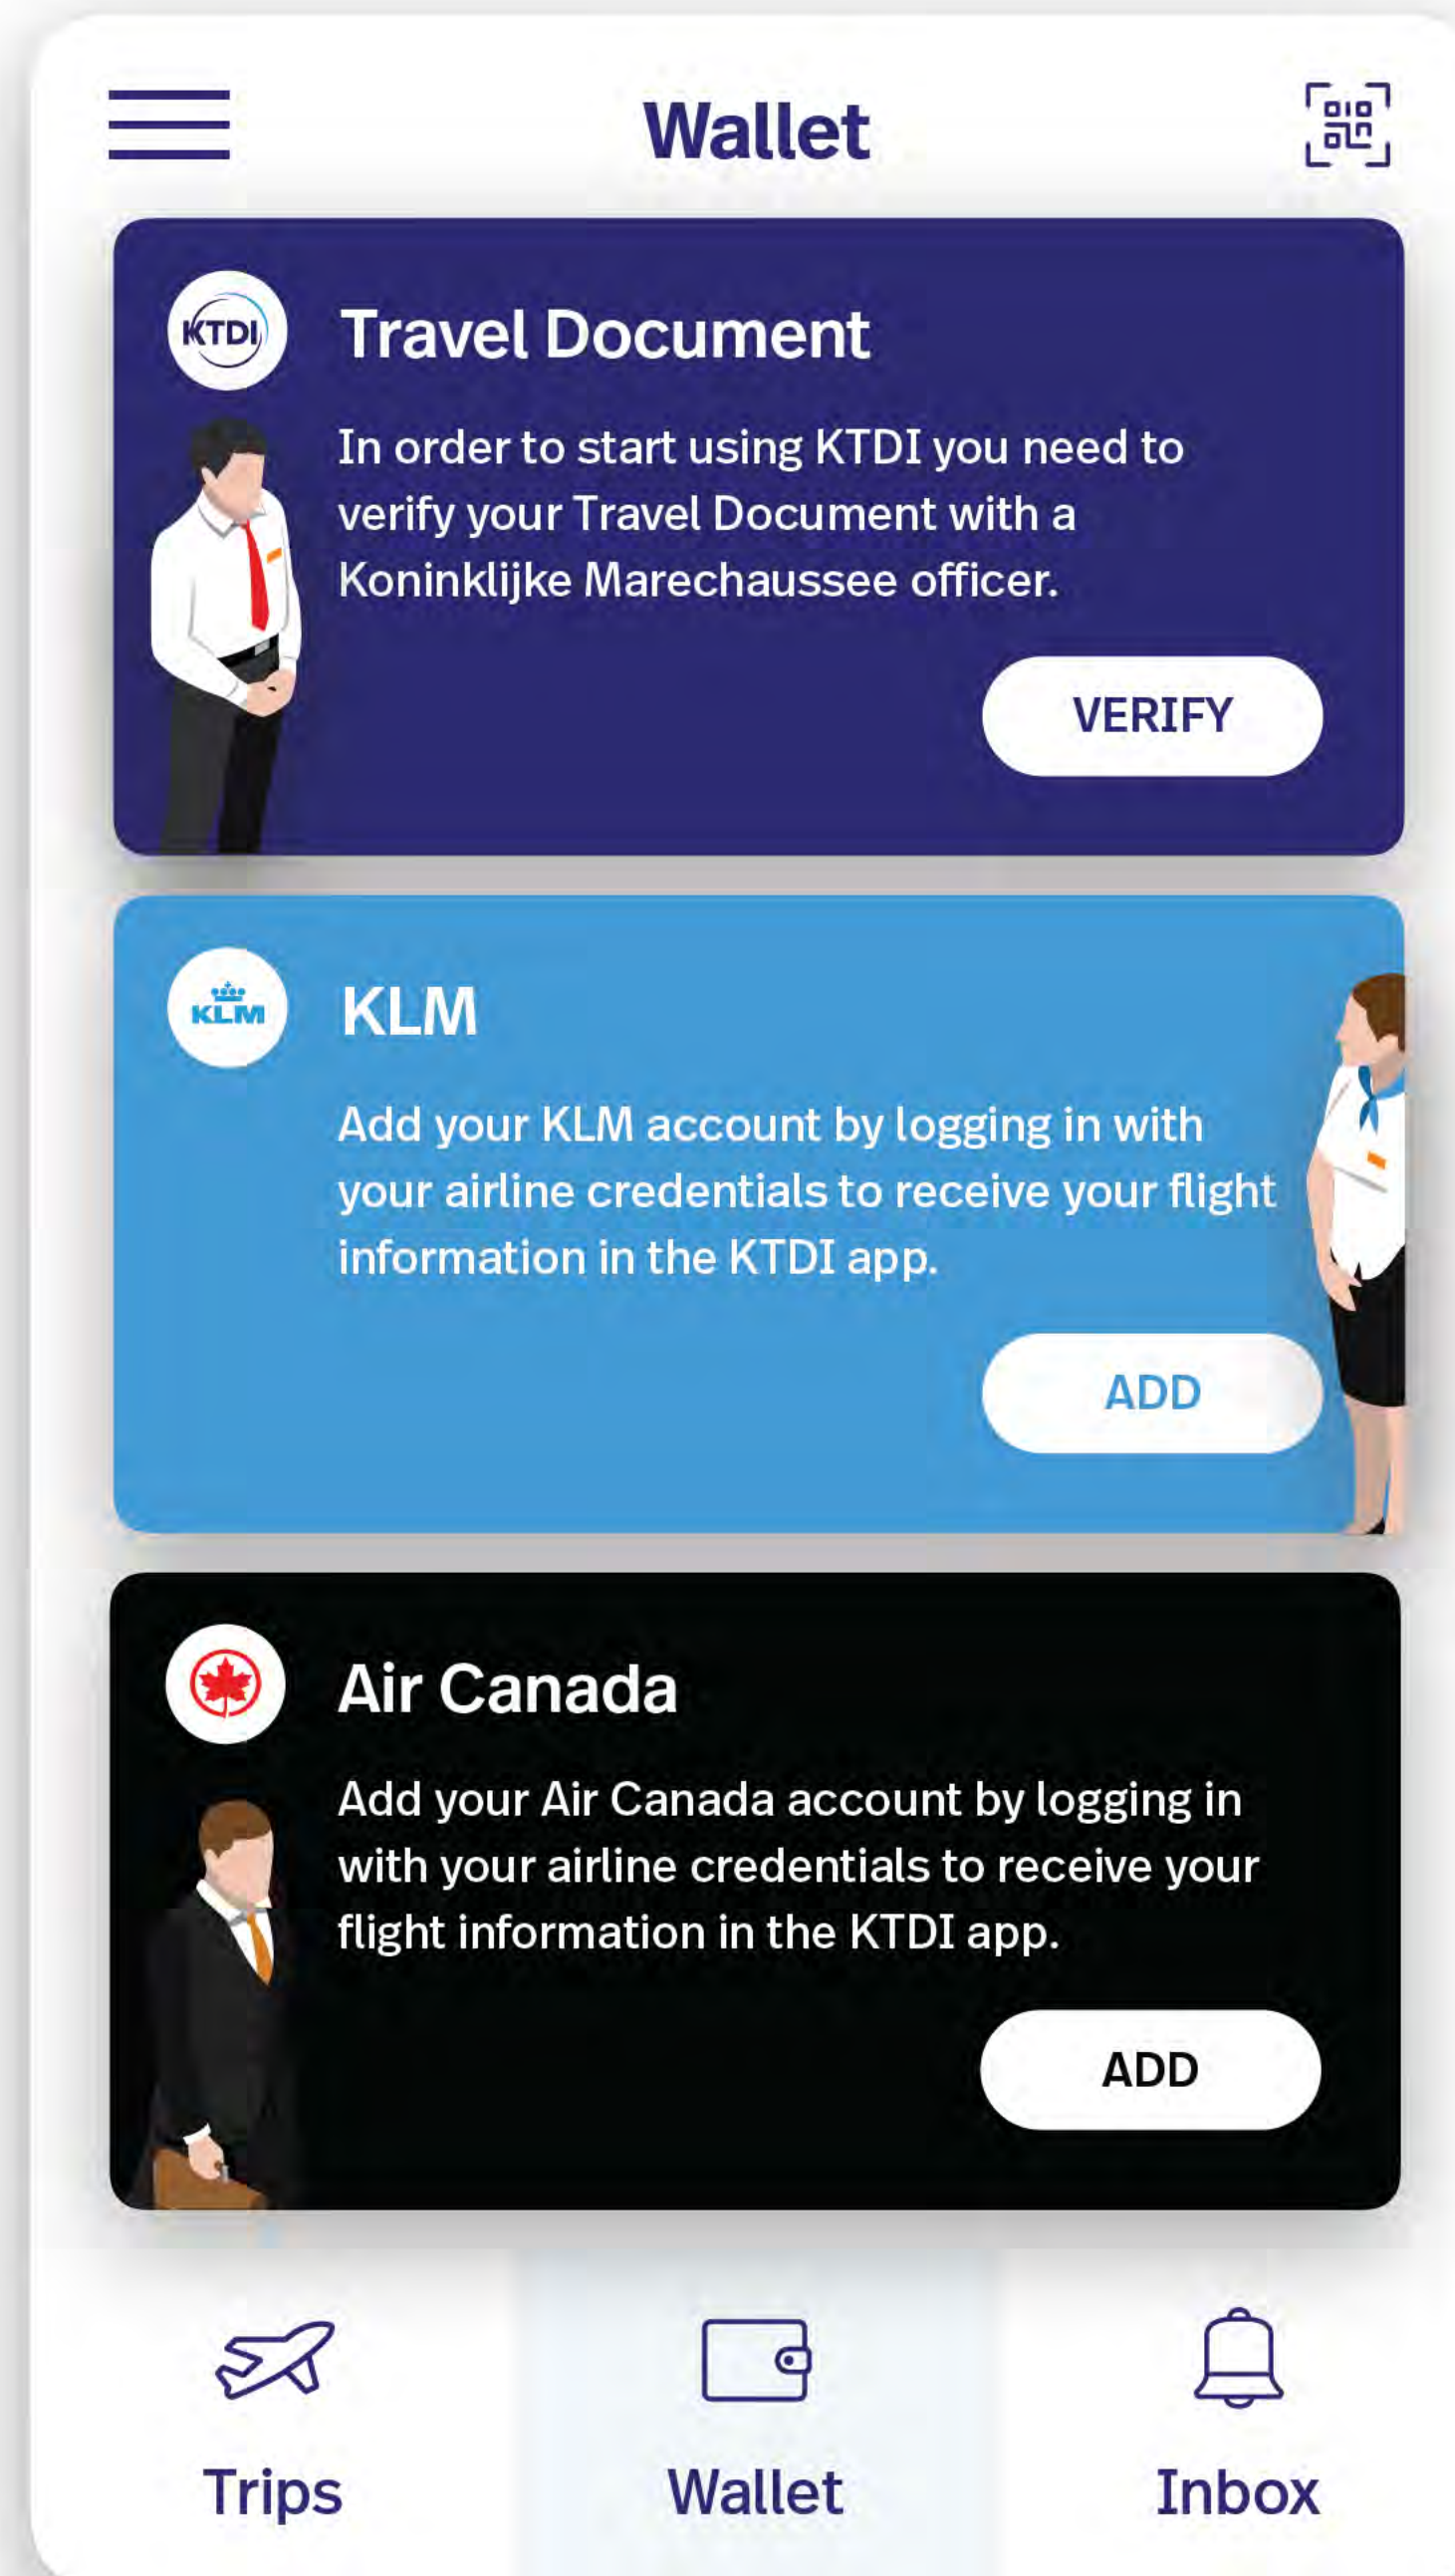 Wallet
KTDI
Travel Document
In order to start using KTDI you need to
verify your Travel Document with a
Koninklijke Marechaussee officer.
VERIFY
KLM
KLM
Add your KLM account by logging in with
your airline credentials to receive your flight
information in the KTDI app.
ADD
Air Canada
Add your Air Canada account by logging in
with your airline credentials to receive your
flight information in the KTDI app.
ADD
Trips
Wallet
Inbox